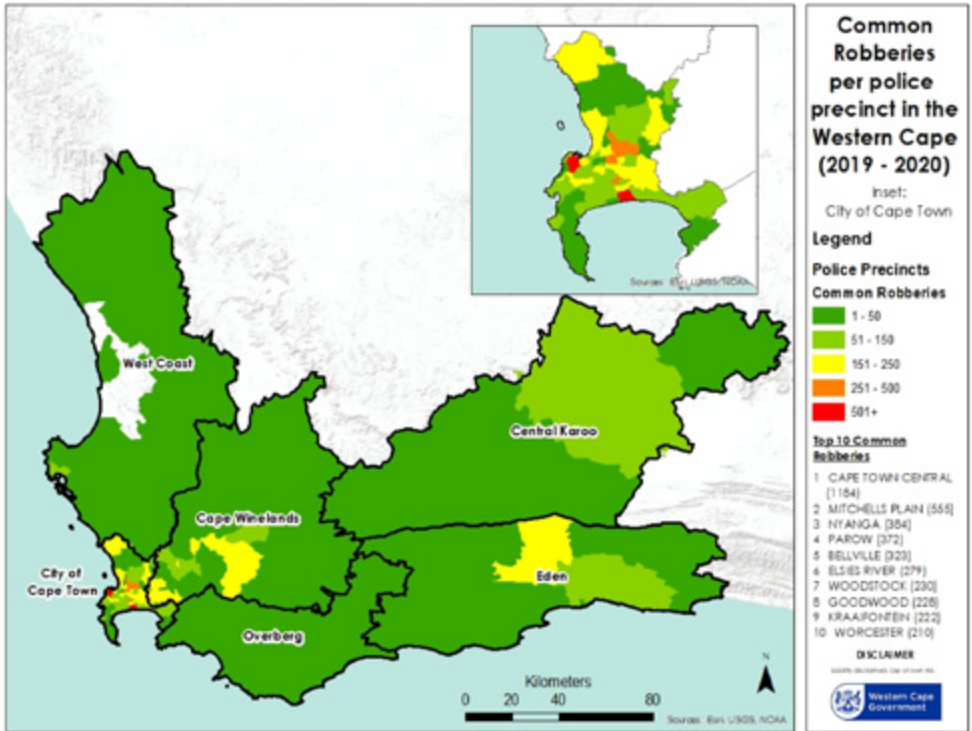 Common
Robberies
per police
precinct in the
Western Cape
(2019 - 2020)
Inset:
City of Cape Town
Legend
Police Precincts
Common Robberies
1 - 50
51 - 150
151 - 250
251 - 500
501+
Top 10 Common
Robberies
1 CAPE TOWN CENTRAL
(1184)
2 MITCHELLS PLAIN (555)
3 NYANGA (384)
4 PAROW (372)
5 BELLVILLE (323)
6 ELSIES RIVER (279)
7 WOODSTOCK (230)
8 GOODWOOD (228)
9 KRAAIFONTEIN (222)
10 WORCESTER (210)
DISCLAIMER
Western Cape
Government
Sources: Esri, USGS, NOAA
West Coast
Central Karoo
Cape Winelands
City of
Cape Town
Eden
Overberg
N
Kilometers
0 20 40 80
Sources: Esri, USGS, NOAA